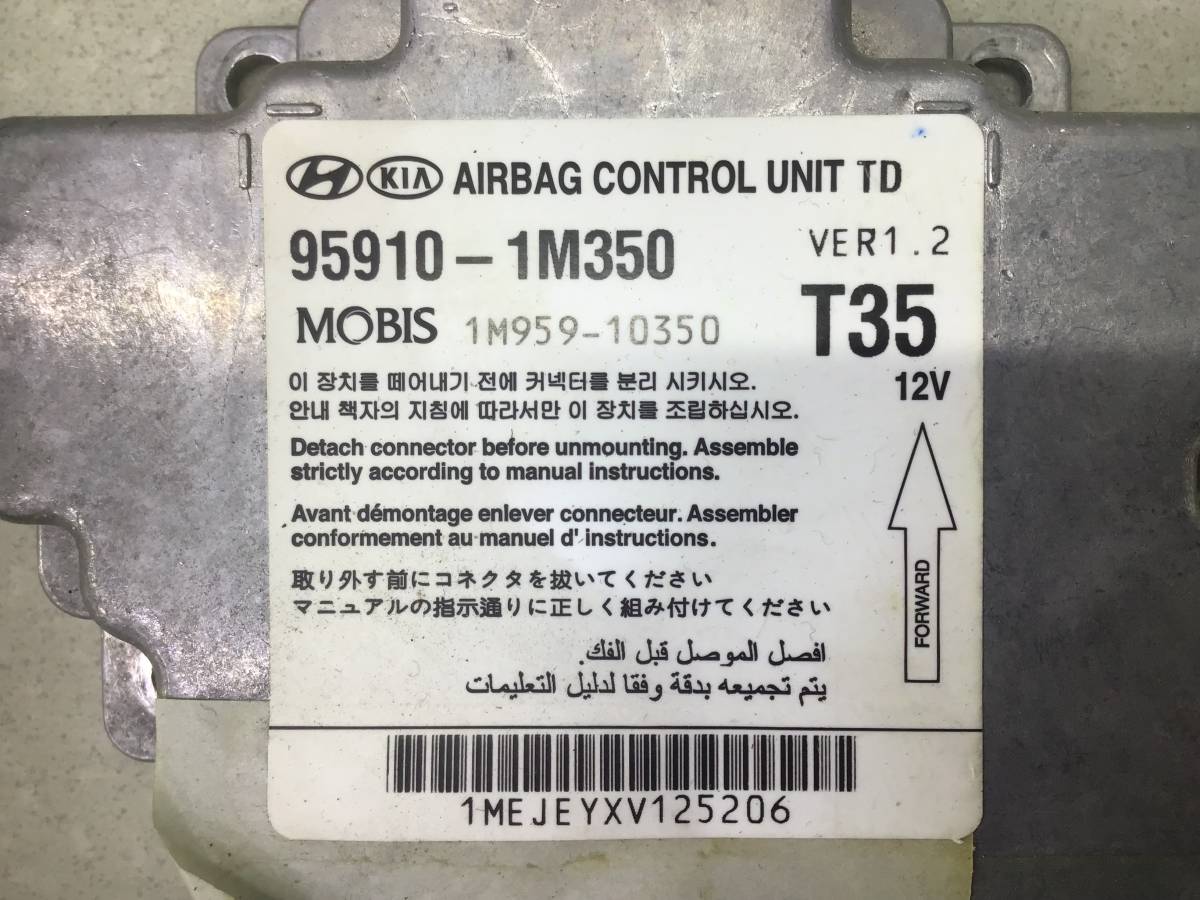 KIA AIRBAG CONTROL UNIT TD
95910-1M350
VER1.2
MOBIS 1M959-10350
T35
12V
이 장치를 떼어내기 전에 커넥터를 분리 시키시오.
안내 책자의 지침에 따라서만 이 장치를 조립하십시오.
Detach connector before unmounting. Assemble
strictly according to manual instructions.
Avant démontage enlever connecteur. Assembler
conformement au manuel d' instructions.
取り外す前にコネクタを抜いてください
マニュアルの指示通りに正しく組み付けてください
افصل الموصل قبل الفك.
يتم تجميعه بدقة وفقا لدليل التعليمات
FORWARD
1MEJEYXV125206